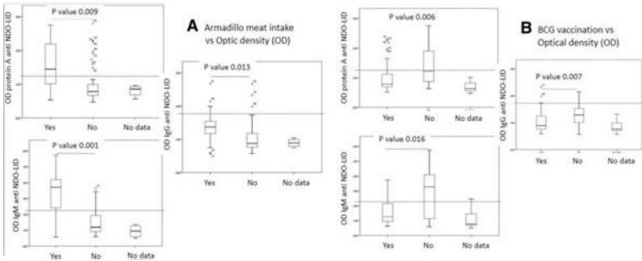 P value 0.009
OD protein A anti NDO-LID
Yes No No data
A Armadillo meat intake
vs Optic density (OD)
P value 0.013
OD IgG anti NDO-LID
Yes No No data
P value 0.001
OD IgM anti NDO-LID
Yes No No data
P value 0.006
OD protein A anti NDO-LID
Yes No No data
B BCG vaccination vs
Optical density (OD)
P value 0.007
OD IgG anti NDO-LID
Yes No No data
P value 0.016
OD IgM anti NDO-LID
Yes No No data